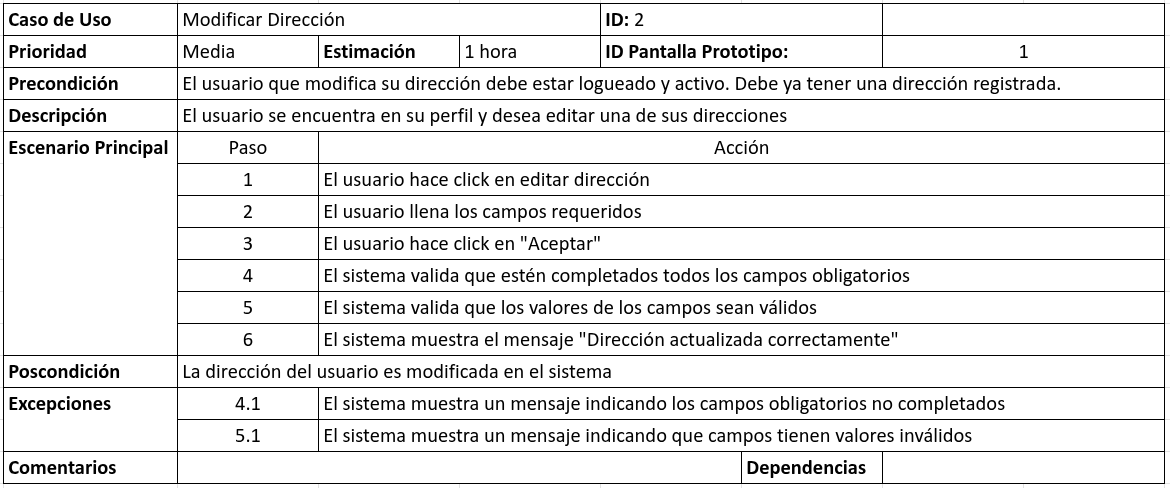 Caso de Uso Modificar Dirección ID: 2
Prioridad Media Estimación 1 hora ID Pantalla Prototipo: 1
Precondición El usuario que modifica su dirección debe estar logueado y activo. Debe ya tener una dirección registrada.
Descripción El usuario se encuentra en su perfil y desea editar una de sus direcciones
Escenario Principal Paso Acción
1 El usuario hace click en editar dirección
2 El usuario llena los campos requeridos
3 El usuario hace click en "Aceptar"
4 El sistema valida que estén completados todos los campos obligatorios
5 El sistema valida que los valores de los campos sean válidos
6 El sistema muestra el mensaje "Dirección actualizada correctamente"
Poscondición La dirección del usuario es modificada en el sistema
Excepciones 4.1 El sistema muestra un mensaje indicando los campos obligatorios no completados
5.1 El sistema muestra un mensaje indicando que campos tienen valores inválidos
Comentarios Dependencias